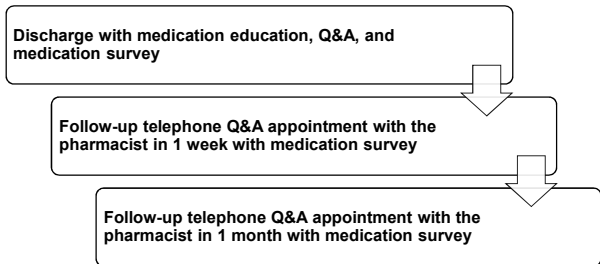 Discharge with medication education, Q&A, and
medication survey
Follow-up telephone Q&A appointment with the
pharmacist in 1 week with medication survey
Follow-up telephone Q&A appointment with the
pharmacist in 1 month with medication survey